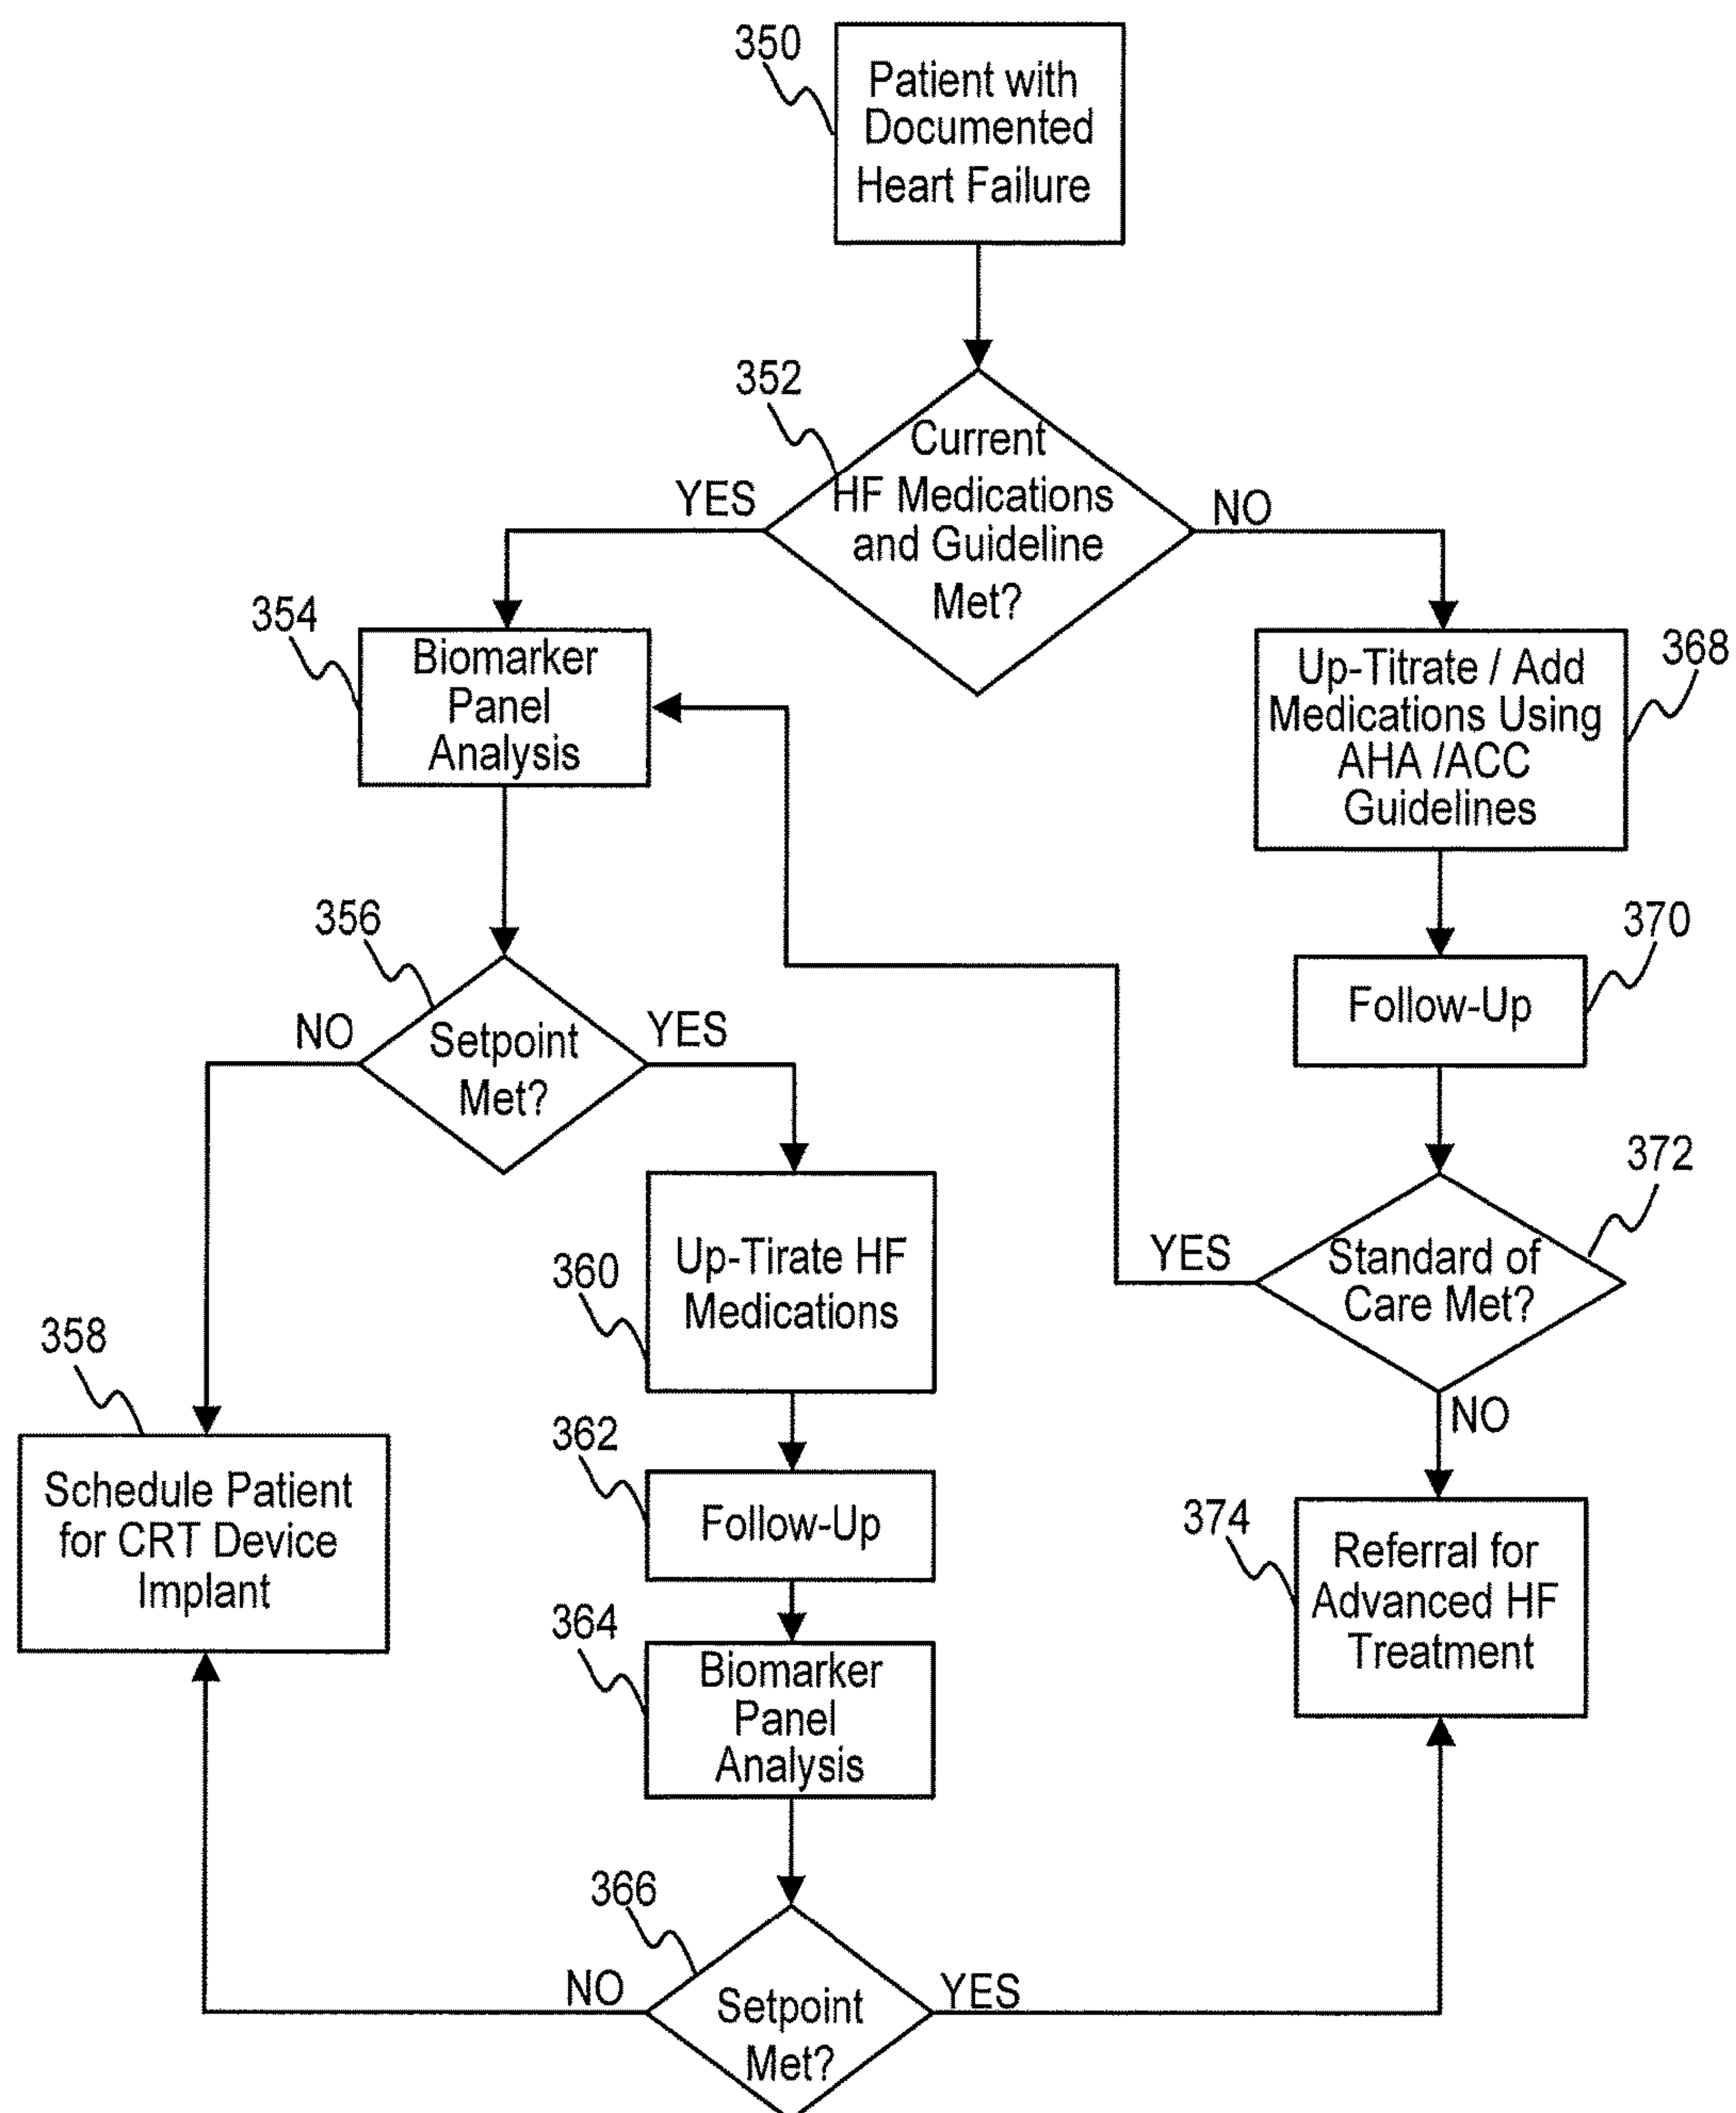 350
Patient with
Documented
Heart Failure
352
Current
HF Medications
and Guideline
Met?
YES
NO
354
Biomarker
Panel
Analysis
368
Up-Titrate / Add
Medications Using
AHA /ACC
Guidelines
356
Setpoint
Met?
NO
YES
370
Follow-Up
372
Standard of
Care Met?
YES
NO
360
Up-Tirate HF
Medications
358
Schedule Patient
for CRT Device
Implant
362
Follow-Up
374
Referral for
Advanced HF
Treatment
364
Biomarker
Panel
Analysis
366
Setpoint
Met?
NO
YES